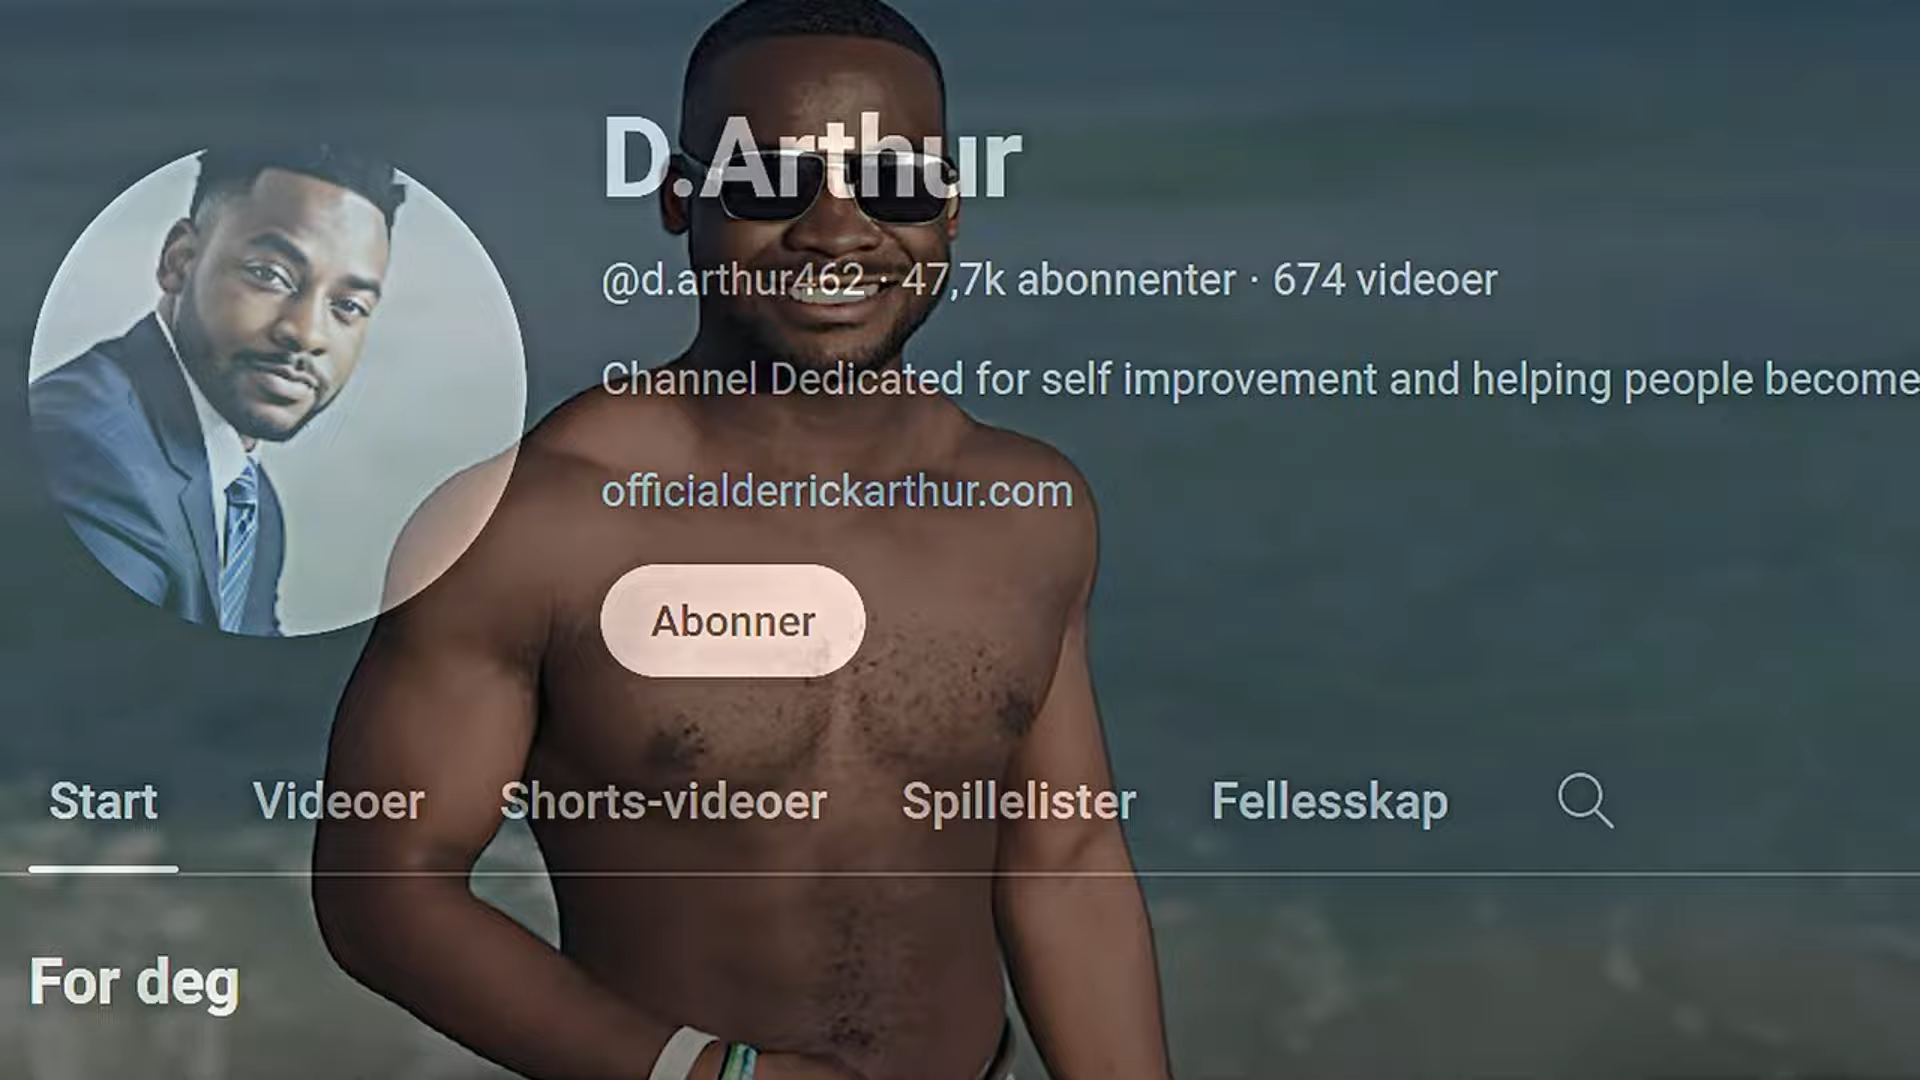 D.Arthur
@d.arthur462 · 47,7k abonnenter · 674 videoer
Channel Dedicated for self improvement and helping people become
officialderrickarthur.com
Abonner
Start Videoer Shorts-videoer Spillelister Fellesskap
For deg